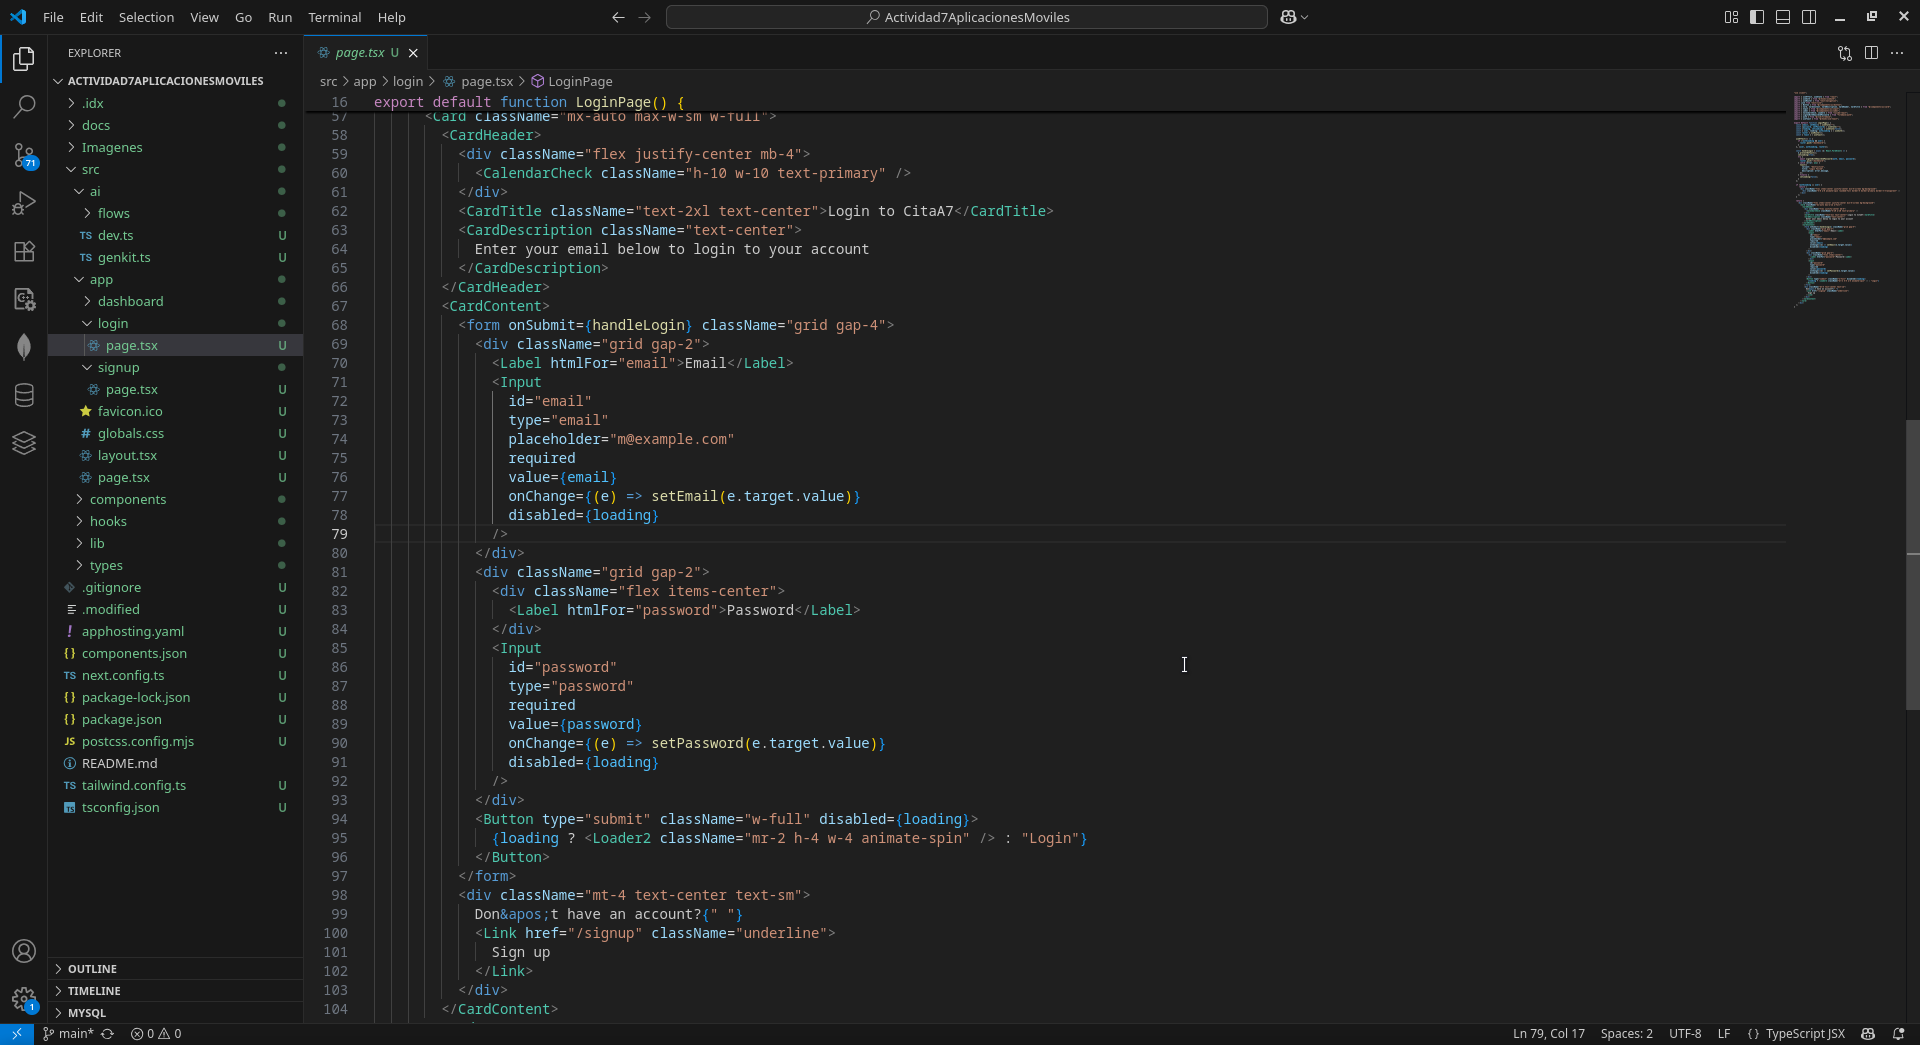 File Edit Selection View Go Run Terminal Help
Actividad7AplicacionesMoviles
EXPLORER
ACTIVIDAD7APLICACIONESMOVILES
.idx
docs
Imagenes
71
src
ai
flows
TS dev.ts U
TS genkit.ts U
app
dashboard
login
page.tsx U
signup
page.tsx U
favicon.ico U
# globals.css U
layout.tsx U
page.tsx U
components
hooks
lib
types
.gitignore U
.modified U
! apphosting.yaml U
{} components.json U
TS next.config.ts U
{} package-lock.json U
{} package.json U
JS postcss.config.mjs U
README.md
TS tailwind.config.ts U
TS tsconfig.json U
OUTLINE
TIMELINE
MYSQL
1
page.tsx U
src > app > login > page.tsx > LoginPage
16 export default function LoginPage() {
57 <Card className="mx-auto max-w-sm w-full">
58 <CardHeader>
59 <div className="flex justify-center mb-4">
60 <CalendarCheck className="h-10 w-10 text-primary" />
61 </div>
62 <CardTitle className="text-2xl text-center">Login to CitaA7</CardTitle>
63 <CardDescription className="text-center">
64 Enter your email below to login to your account
65 </CardDescription>
66 </CardHeader>
67 <CardContent>
68 <form onSubmit={handleLogin} className="grid gap-4">
69 <div className="grid gap-2">
70 <Label htmlFor="email">Email</Label>
71 <Input
72 id="email"
73 type="email"
74 placeholder="m@example.com"
75 required
76 value={email}
77 onChange={(e) => setEmail(e.target.value)}
78 disabled={loading}
79 />
80 </div>
81 <div className="grid gap-2">
82 <div className="flex items-center">
83 <Label htmlFor="password">Password</Label>
84 </div>
85 <Input
86 id="password"
87 type="password"
88 required
89 value={password}
90 onChange={(e) => setPassword(e.target.value)}
91 disabled={loading}
92 />
93 </div>
94 <Button type="submit" className="w-full" disabled={loading}>
95 {loading ? <Loader2 className="mr-2 h-4 w-4 animate-spin" /> : "Login"}
96 </Button>
97 </form>
98 <div className="mt-4 text-center text-sm">
99 Don&apos;t have an account?{" "}
100 <Link href="/signup" className="underline">
101 Sign up
102 </Link>
103 </div>
104 </CardContent>
main* 0 0 Ln 79, Col 17 Spaces: 2 UTF-8 LF {} TypeScript JSX